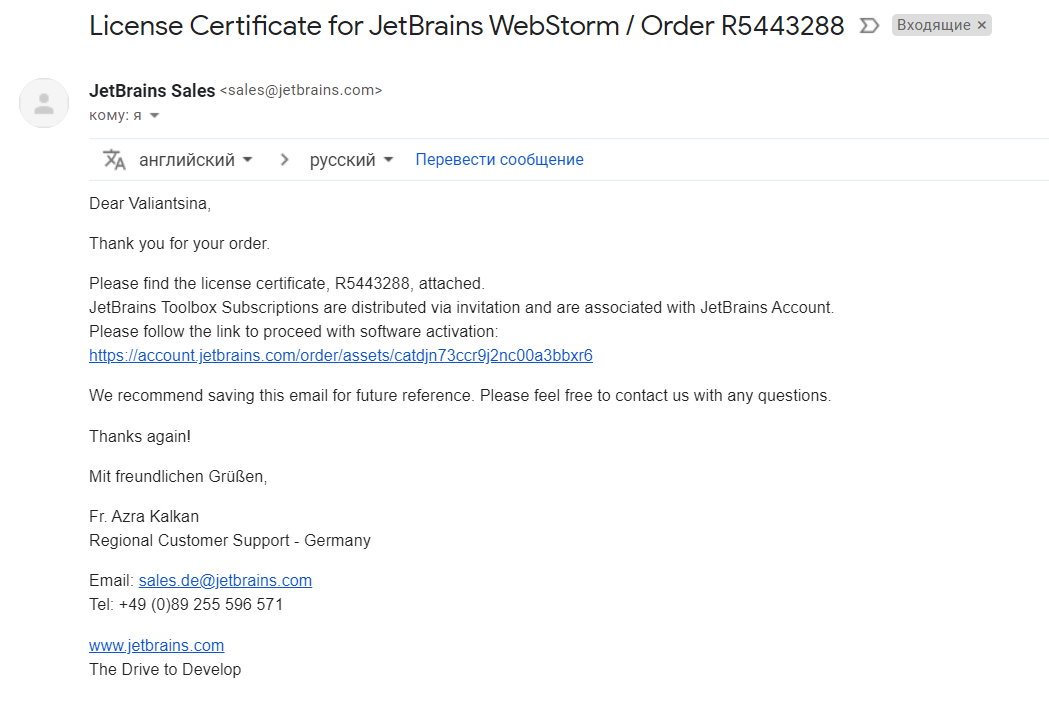 License Certificate for JetBrains WebStorm / Order R5443288
Входящие ×
JetBrains Sales <sales@jetbrains.com>
кому: я
английский
русский
Перевести сообщение
Dear Valiantsina,
Thank you for your order.
Please find the license certificate, R5443288, attached.
JetBrains Toolbox Subscriptions are distributed via invitation and are associated with JetBrains Account.
Please follow the link to proceed with software activation:
https://account.jetbrains.com/order/assets/catdjn73ccr9j2nc00a3bbxr6
We recommend saving this email for future reference. Please feel free to contact us with any questions.
Thanks again!
Mit freundlichen Grüßen,
Fr. Azra Kalkan
Regional Customer Support - Germany
Email: sales.de@jetbrains.com
Tel: +49 (0)89 255 596 571
www.jetbrains.com
The Drive to Develop